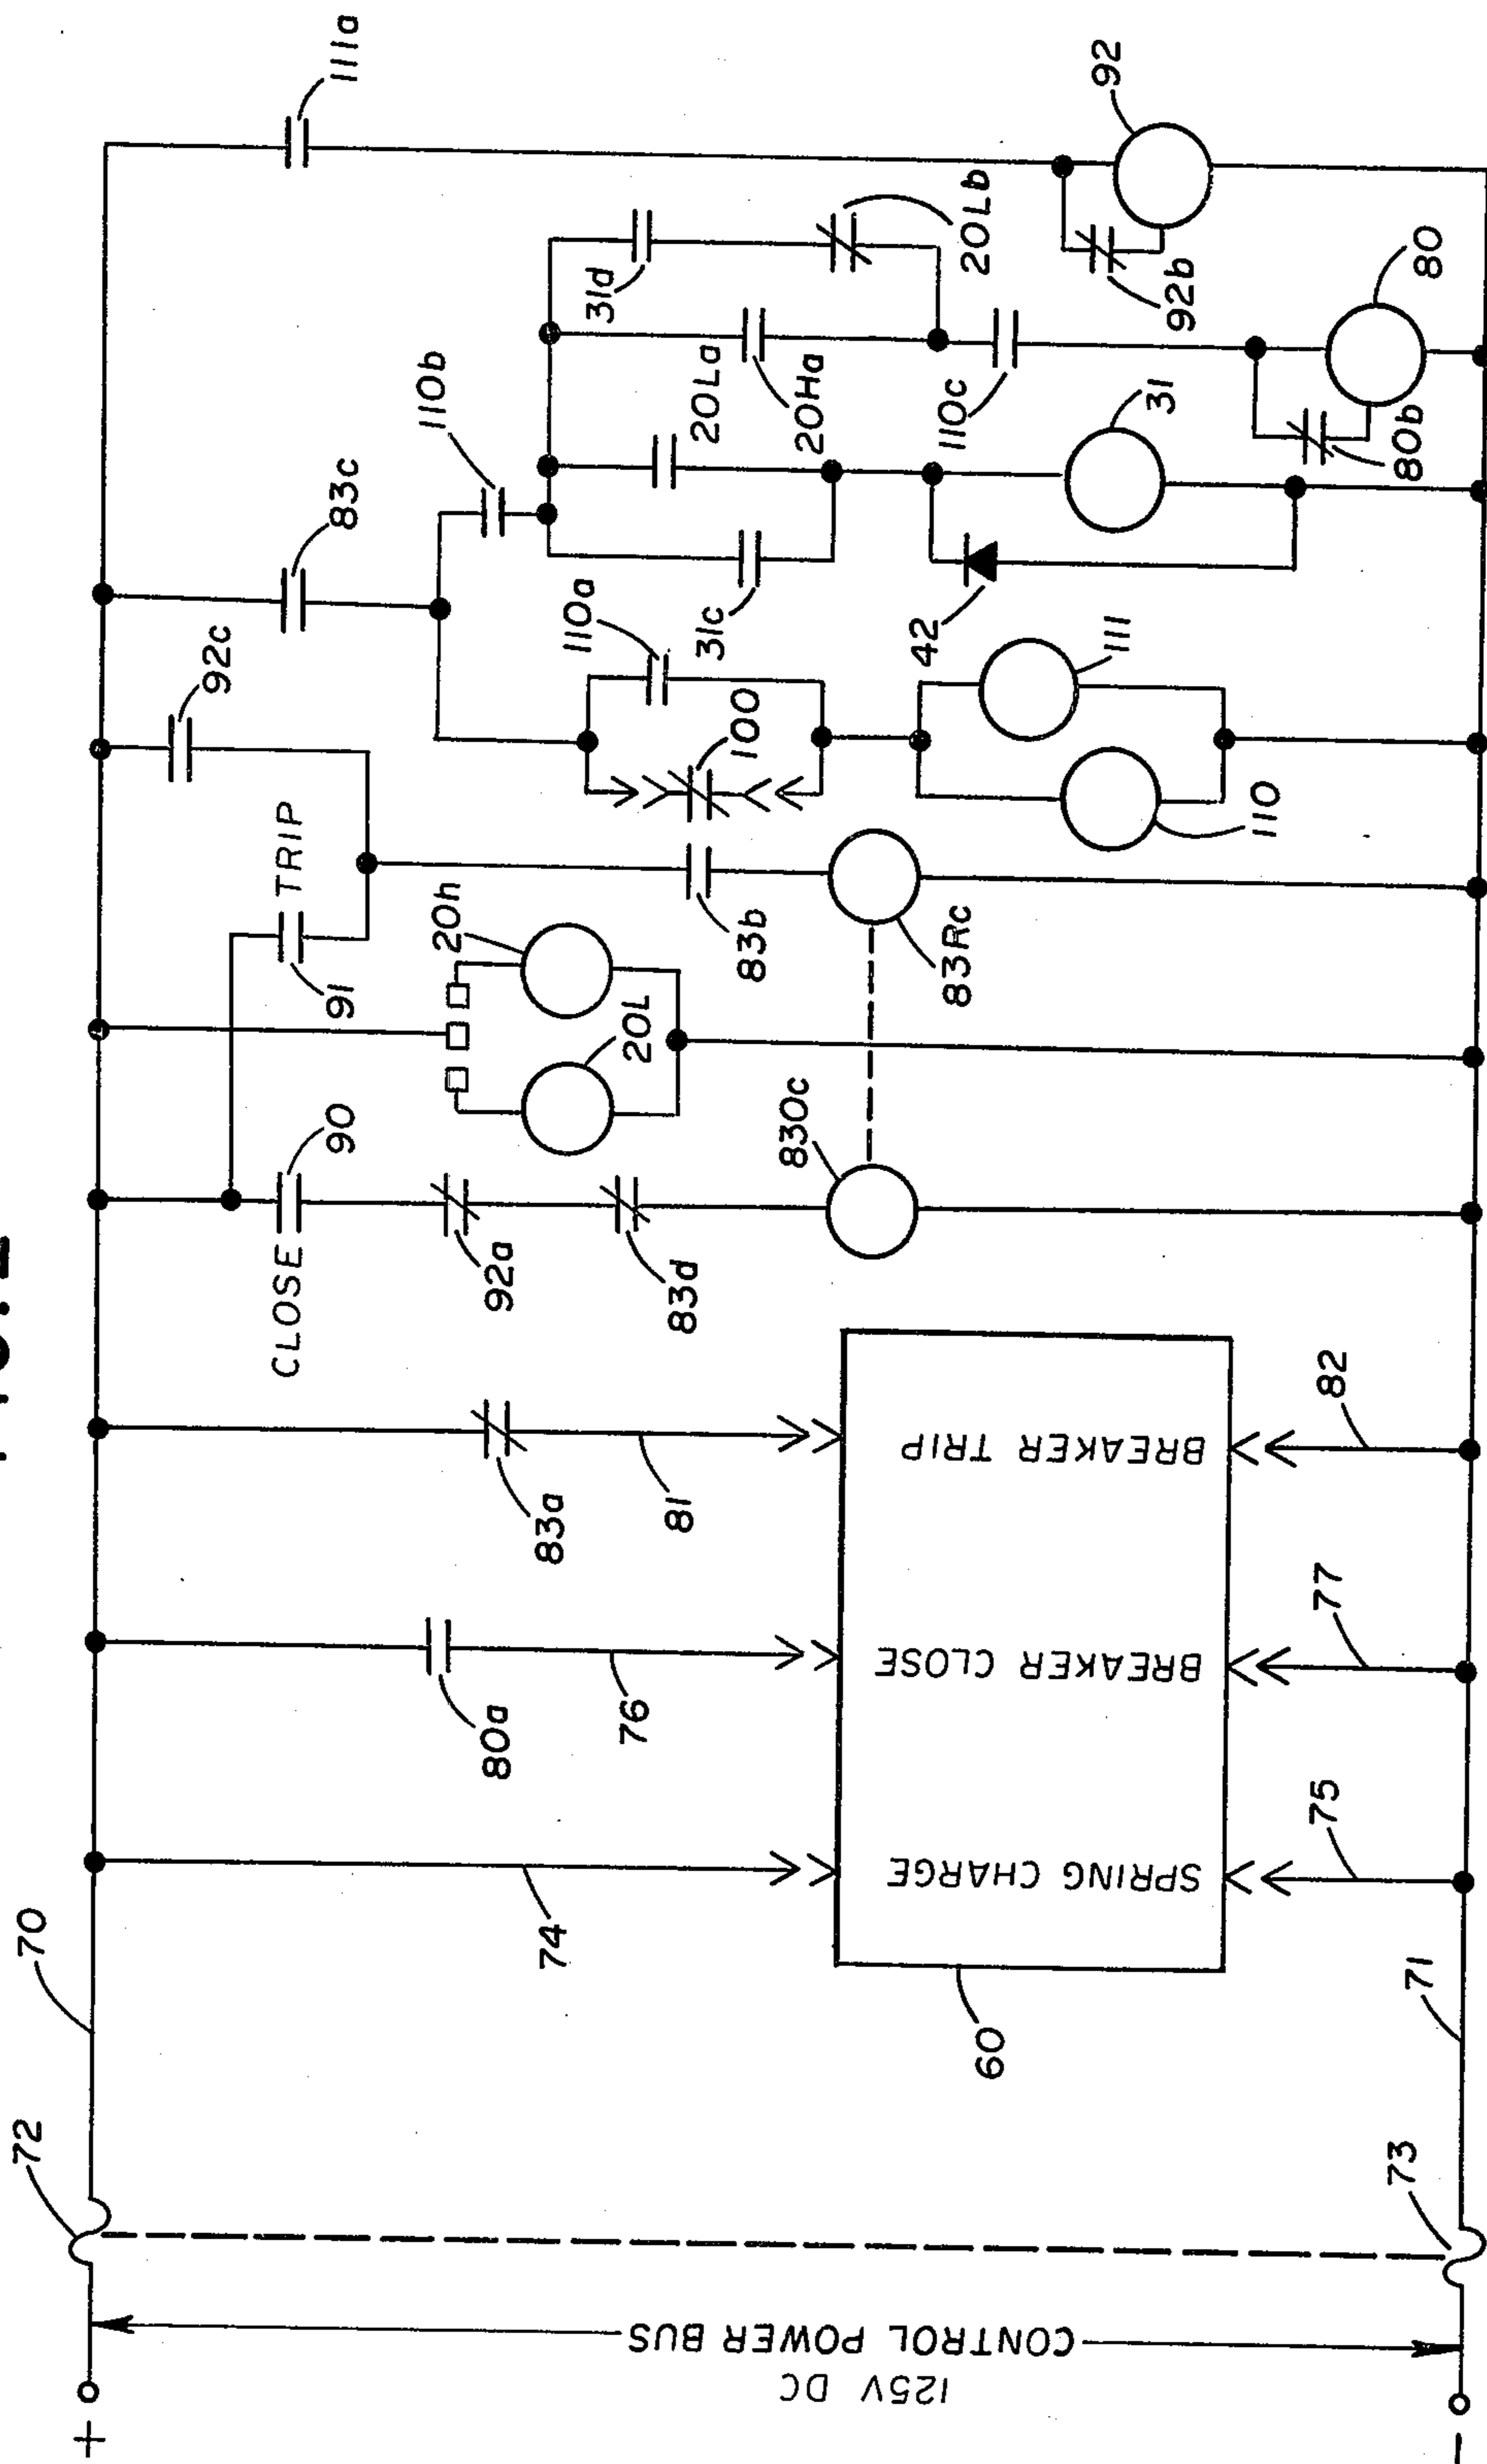 72
70
+
125V DC
CONTROL POWER BUS
-
73
71
60
74
75
SPRING CHARGE
80a
76
77
BREAKER CLOSE
83a
81
82
BREAKER TRIP
CLOSE
90
92a
83d
830c
20L
20h
91
TRIP
92c
83b
83Rc
100
110a
110
111
83c
110b
31c
42
20La
20Ha
31
31d
110c
20Lb
80b
80
111a
92b
92